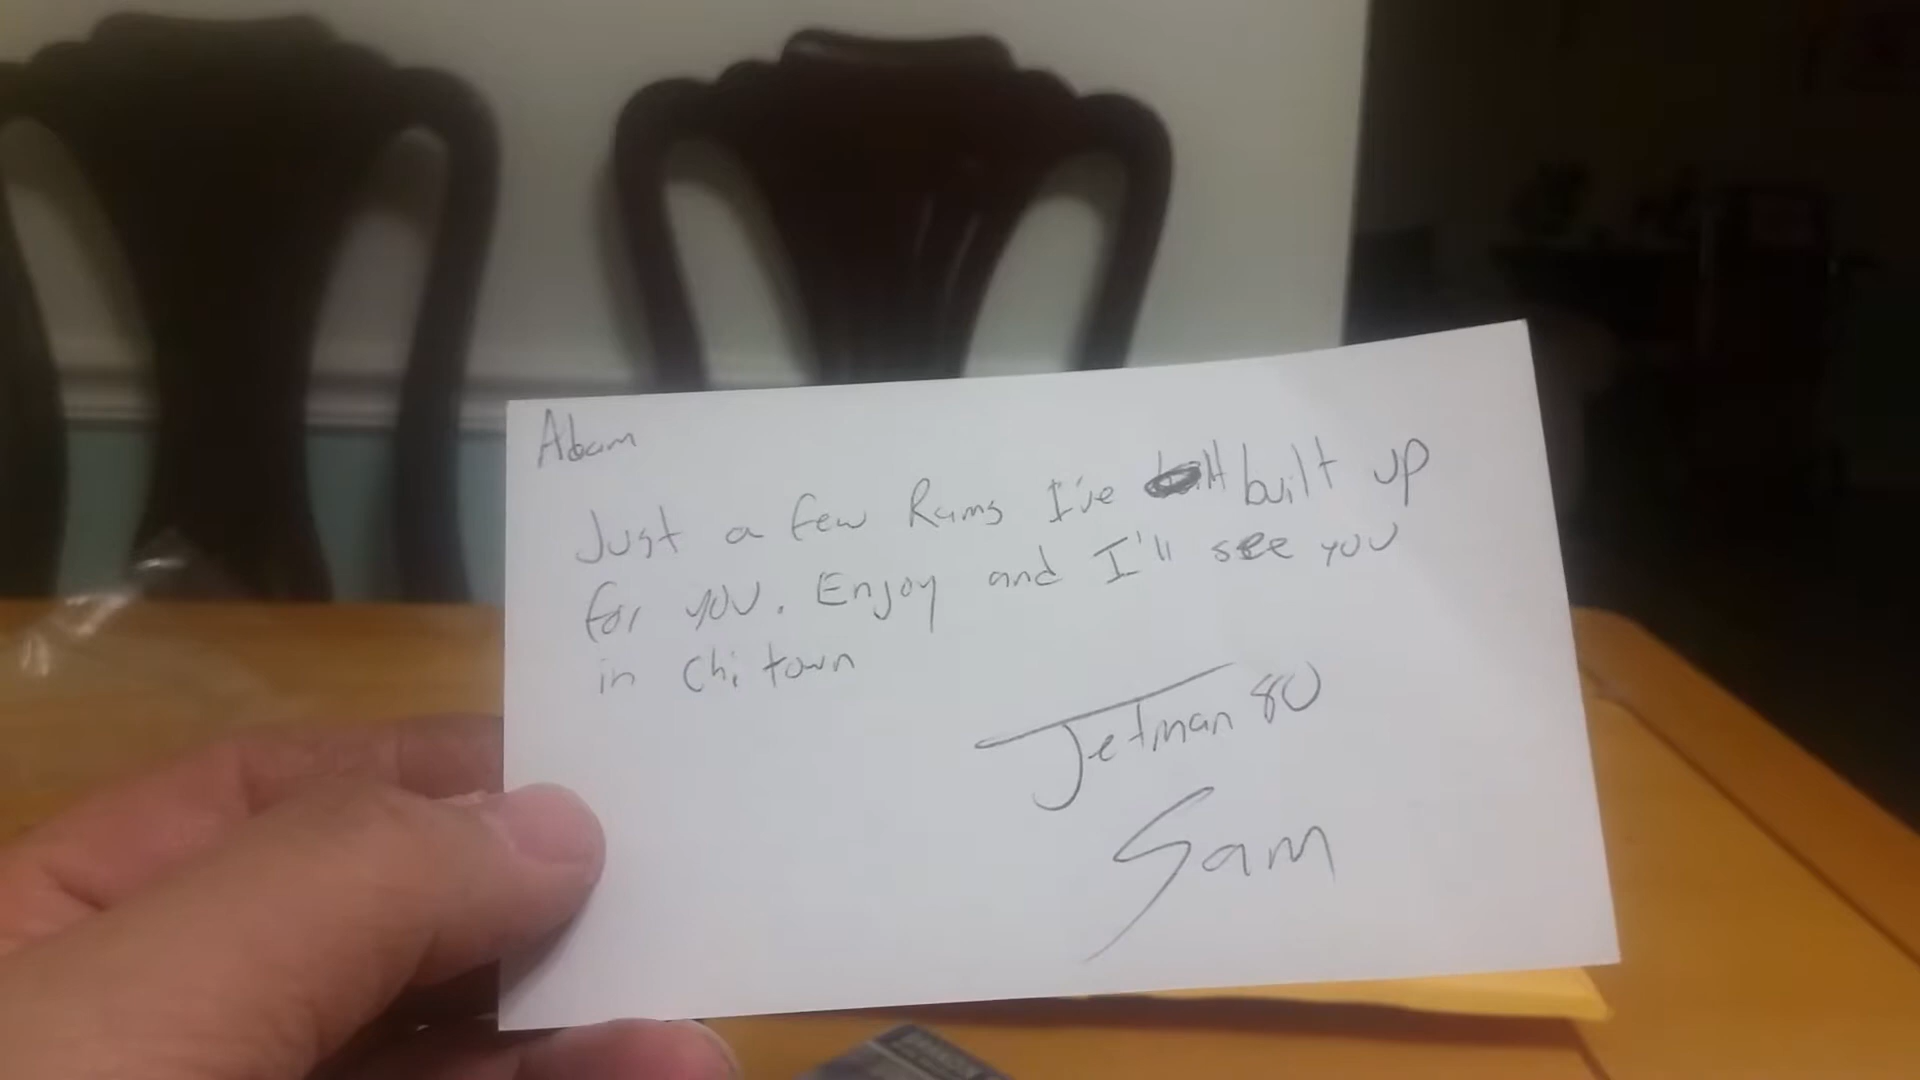 Adam
Just a few Rams I've built up
for you. Enjoy and I'll see you
in Chi town
Jetman 80
Sam